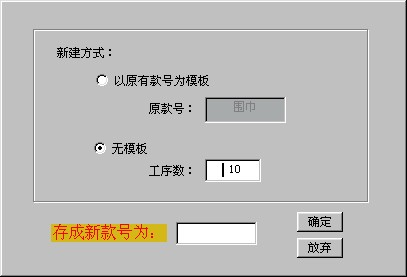 新建方式：
以原有款号为模板
原款号： 围巾
无模板
工序数： 10
存成新款号为：
确定
放弃